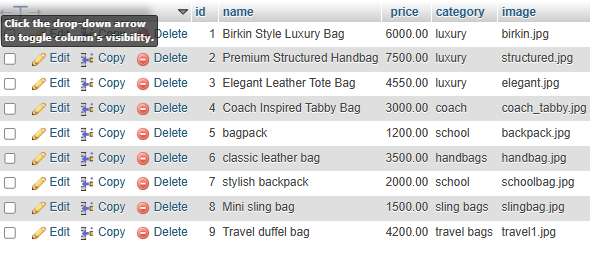 id name price category image
Click the drop-down arrow
to toggle column's visibility.
Delete 1 Birkin Style Luxury Bag 6000.00 luxury birkin.jpg
Edit Copy Delete 2 Premium Structured Handbag 7500.00 luxury structured.jpg
Edit Copy Delete 3 Elegant Leather Tote Bag 4550.00 luxury elegant.jpg
Edit Copy Delete 4 Coach Inspired Tabby Bag 3000.00 coach coach_tabby.jpg
Edit Copy Delete 5 bagpack 1200.00 school backpack.jpg
Edit Copy Delete 6 classic leather bag 3500.00 handbags handbag.jpg
Edit Copy Delete 7 stylish backpack 2000.00 school schoolbag.jpg
Edit Copy Delete 8 Mini sling bag 1500.00 sling bags slingbag.jpg
Edit Copy Delete 9 Travel duffel bag 4200.00 travel bags travel1.jpg